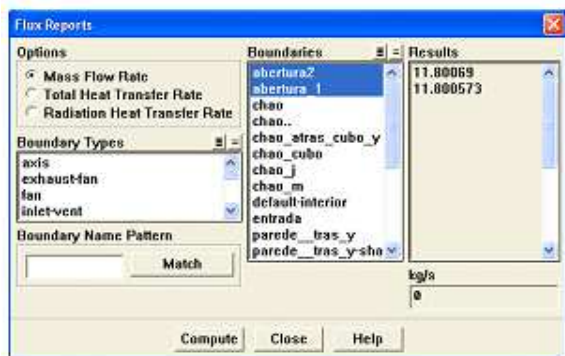 Flux Reports
Options
Mass Flow Rate
Total Heat Transfer Rate
Radiation Heat Transfer Rate
Boundary Types
axis
exhaust-fan
fan
inlet-vent
Boundary Name Pattern
Match
Boundaries
abertura2
abertura_1
chao
chao..
chao_atras_cubo_y
chao_cubo
chao_j
chao_m
default-interior
entrada
parede__tras_y
parede__tras_y-sha
Results
11.80069
11.800573
kg/s
0
Compute
Close
Help